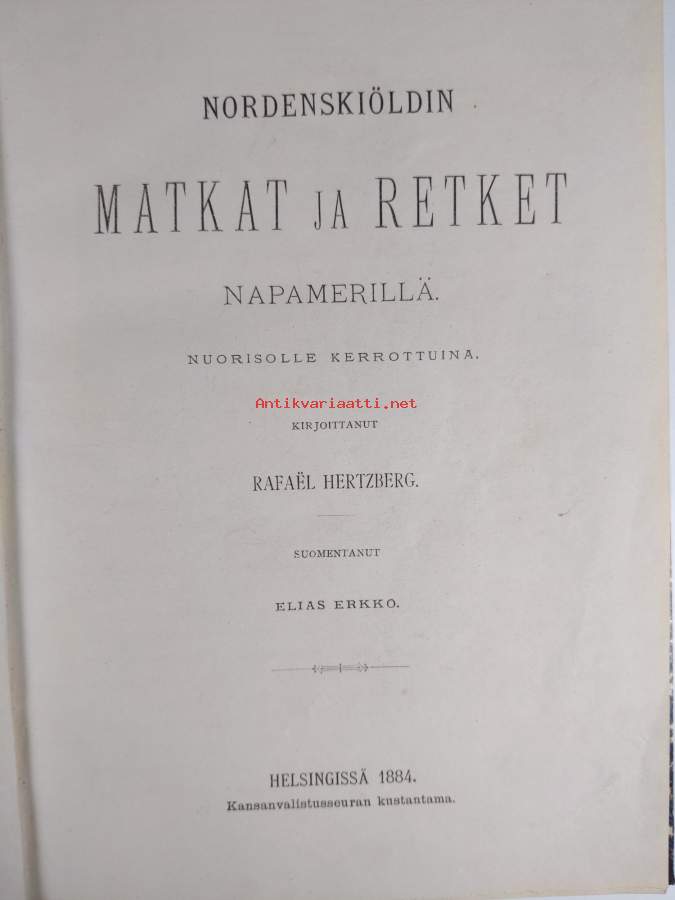 NORDENSKIÖLDIN
MATKAT JA RETKET
NAPAMERILLÄ.
NUORISOLLE KERROTTUINA.
Antikvariaatti.net
KIRJOITTANUT
RAFAËL HERTZBERG.
SUOMENTANUT
ELIAS ERKKO.
HELSINGISSÄ 1884.
Kansanvalistusseuran kustantama.